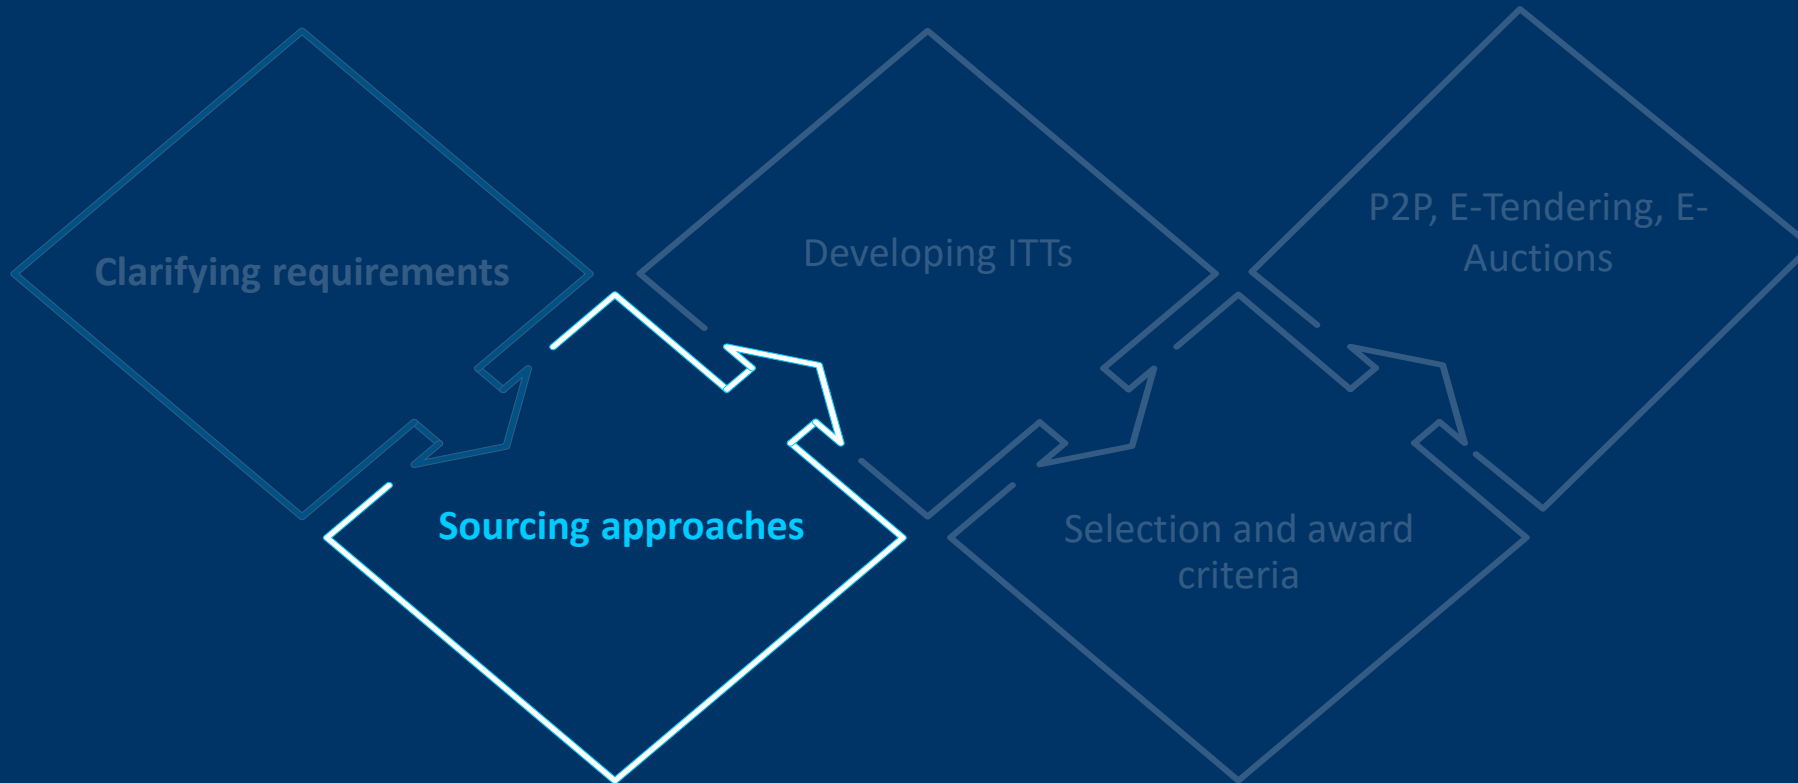 Clarifying requirements
Sourcing approaches
Developing ITTs
Selection and award
criteria
P2P, E-Tendering, E-
Auctions